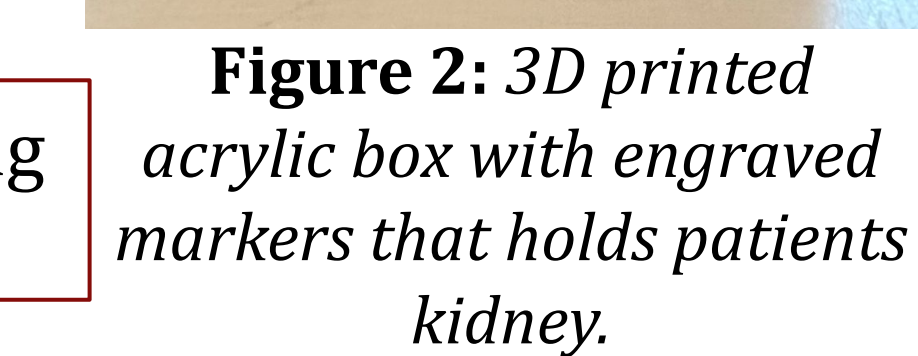 Figure 2: 3D printed
acrylic box with engraved
markers that holds patients
kidney.